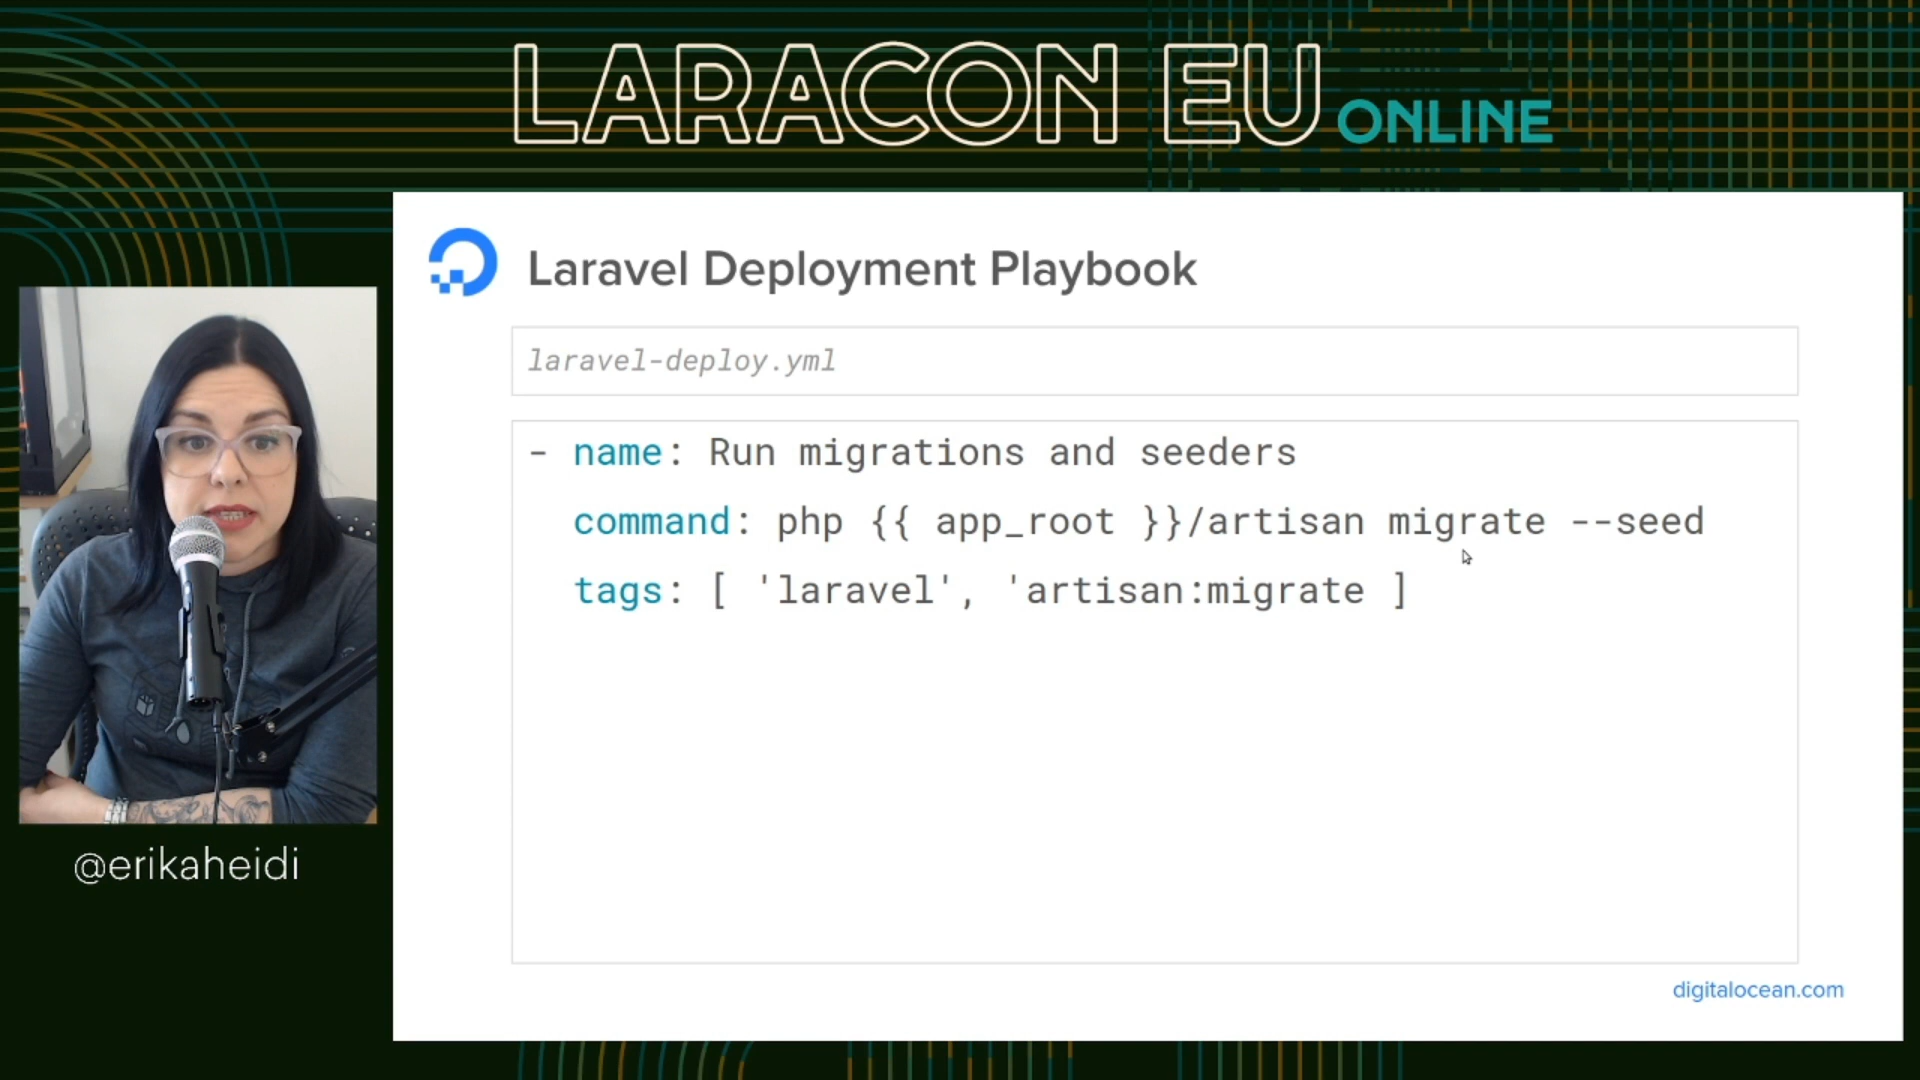 LARACON EU ONLINE
Laravel Deployment Playbook
laravel-deploy.yml
- name: Run migrations and seeders
command: php {{ app_root }}/artisan migrate --seed
tags: [ 'laravel', 'artisan:migrate ]
@erikaheidi
digitalocean.com